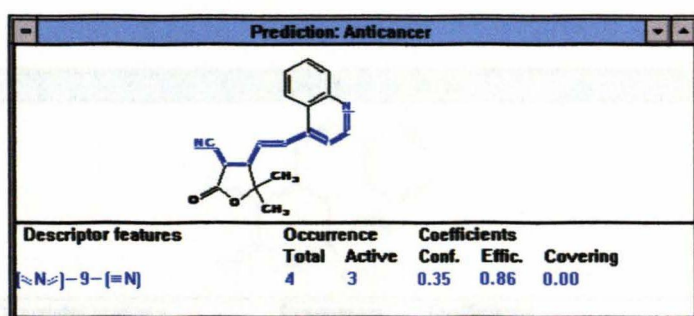 Prediction: Anticancer
N
NC
CH₃
O
O
CH₃
Descriptor features Occurrence Coefficients
Total Active Conf. Effic. Covering
[≈N≈]-9-[≡N] 4 3 0.35 0.86 0.00